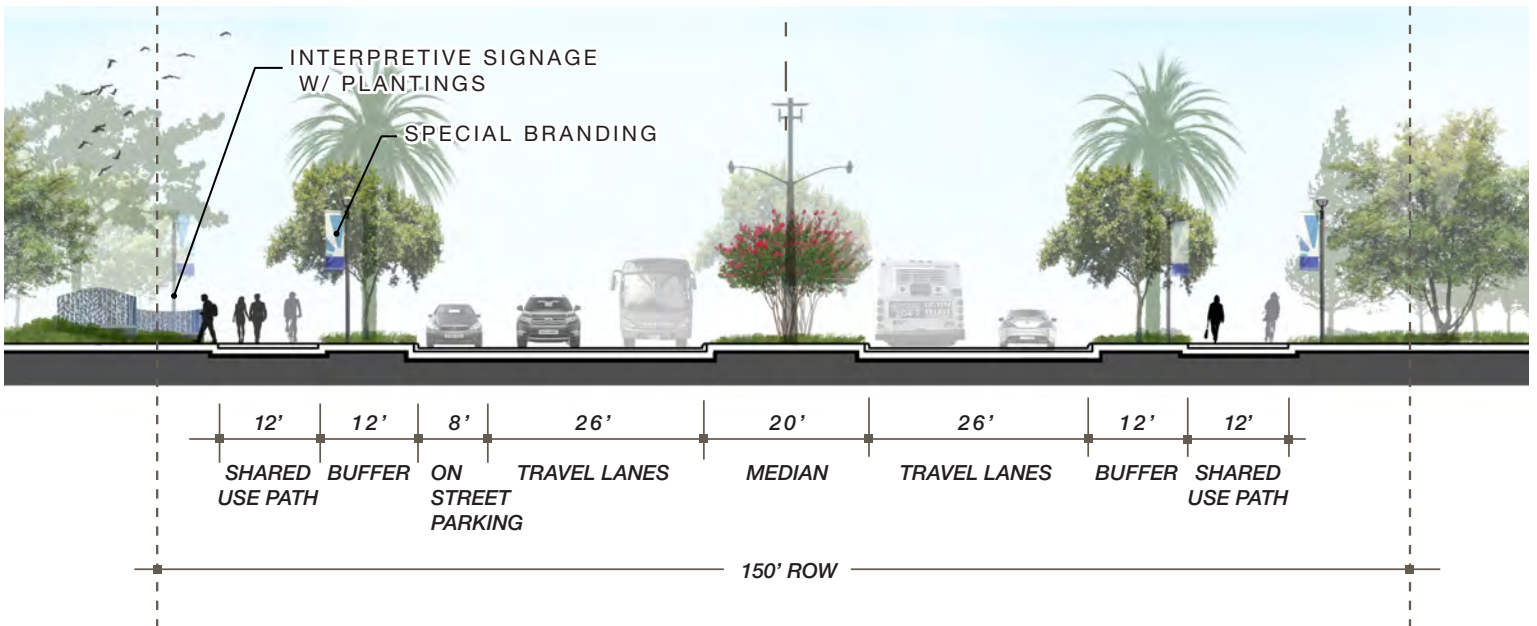 INTERPRETIVE SIGNAGE
W/ PLANTINGS
SPECIAL BRANDING
12’
12’
8’
26’
20’
26’
12’
12’
SHARED
USE PATH
BUFFER
ON
STREET
PARKING
TRAVEL LANES
MEDIAN
TRAVEL LANES
BUFFER
SHARED
USE PATH
150’ ROW